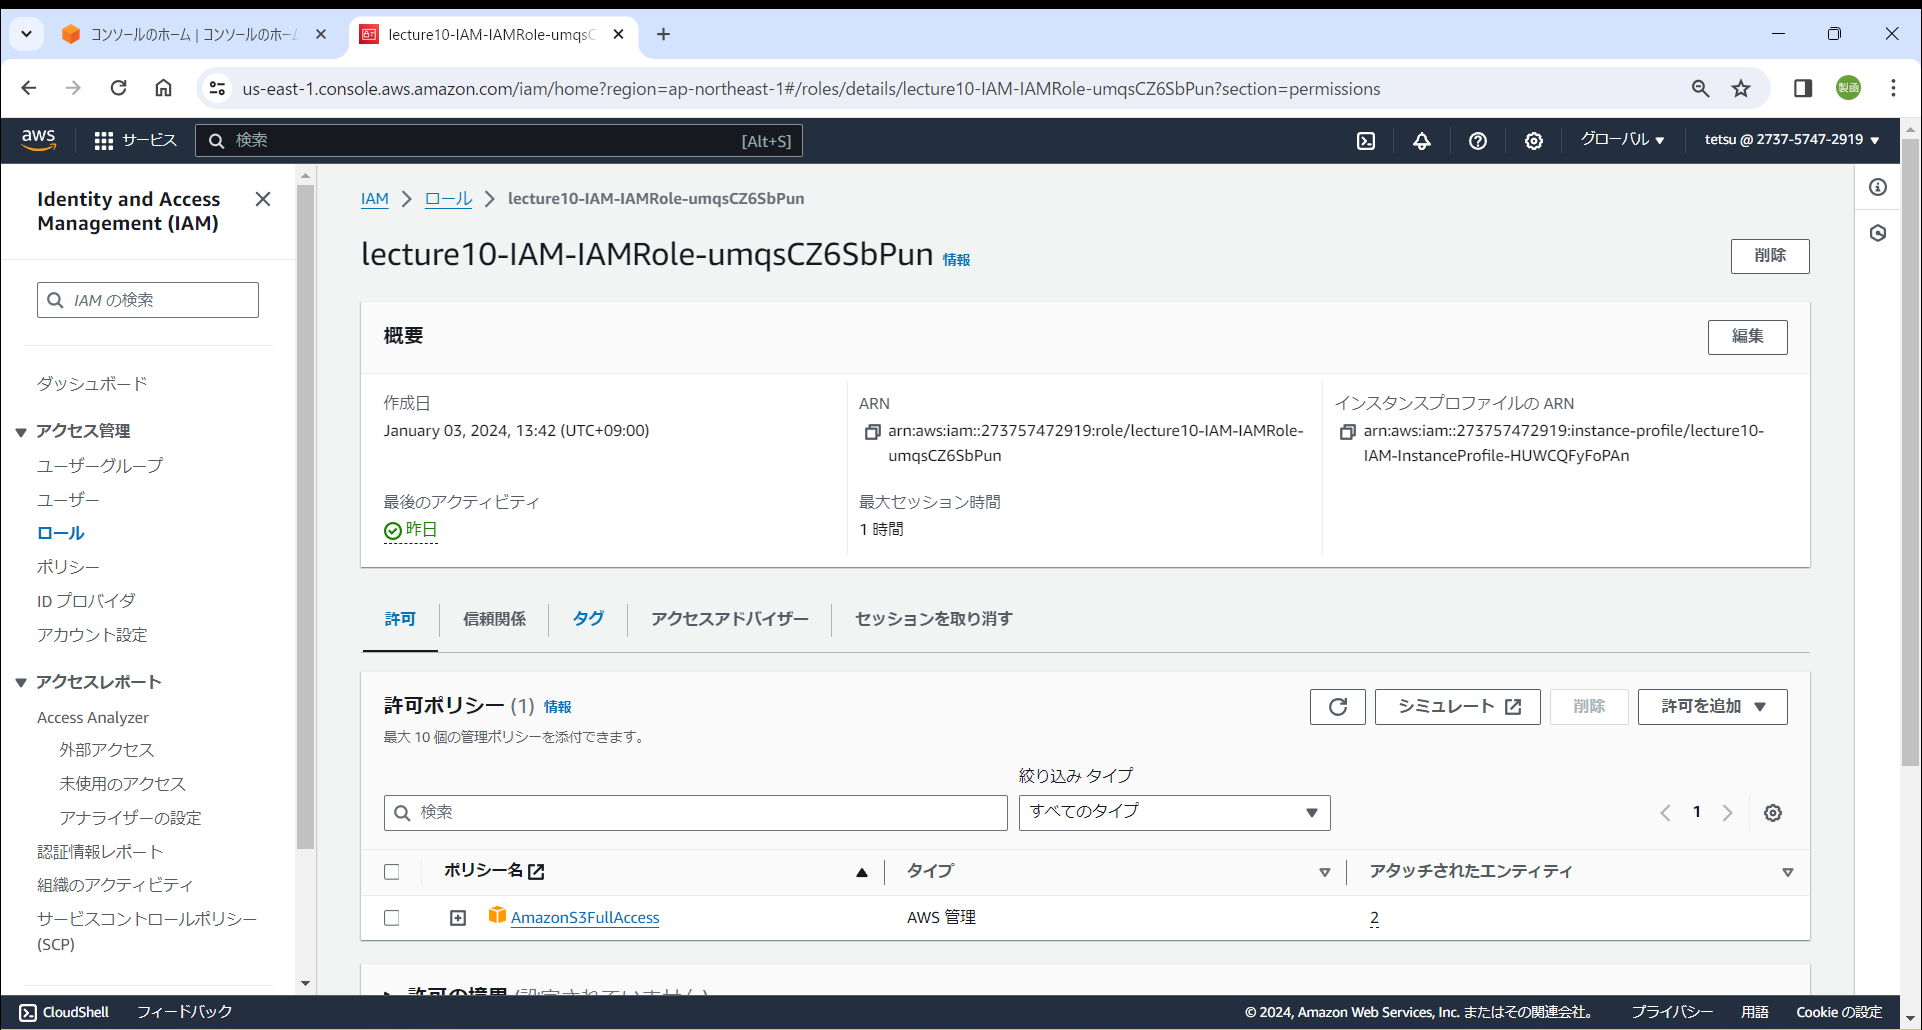 コンソールのホーム | コンソールのホーム
lecture10-IAM-IAMRole-umqsC
us-east-1.console.aws.amazon.com/iam/home?region=ap-northeast-1#/roles/details/lecture10-IAM-IAMRole-umqsCZ6SbPun?section=permissions
製函
aws
サービス
検索
[Alt+S]
グローバル
tetsu @ 2737-5747-2919
Identity and Access
Management (IAM)
IAM の検索
ダッシュボード
アクセス管理
ユーザーグループ
ユーザー
ロール
ポリシー
ID プロバイダ
アカウント設定
アクセスレポート
Access Analyzer
外部アクセス
未使用のアクセス
アナライザーの設定
認証情報レポート
組織のアクティビティ
サービスコントロールポリシー
(SCP)
IAM
ロール
lecture10-IAM-IAMRole-umqsCZ6SbPun
lecture10-IAM-IAMRole-umqsCZ6SbPun 情報
削除
概要
編集
作成日
January 03, 2024, 13:42 (UTC+09:00)
最後のアクティビティ
昨日
ARN
arn:aws:iam::273757472919:role/lecture10-IAM-IAMRole-
umqsCZ6SbPun
最大セッション時間
1 時間
インスタンスプロファイルの ARN
arn:aws:iam::273757472919:instance-profile/lecture10-
IAM-InstanceProfile-HUWCQFyFoPAn
許可
信頼関係
タグ
アクセスアドバイザー
セッションを取り消す
許可ポリシー (1) 情報
最大 10 個の管理ポリシーを添付できます。
シミュレート
削除
許可を追加
絞り込み タイプ
検索
すべてのタイプ
1
ポリシー名
タイプ
アタッチされたエンティティ
AmazonS3FullAccess
AWS 管理
2
許可の境界 (設定されていません)
CloudShell
フィードバック
© 2024, Amazon Web Services, Inc. またはその関連会社。
プライバシー
用語
Cookie の設定